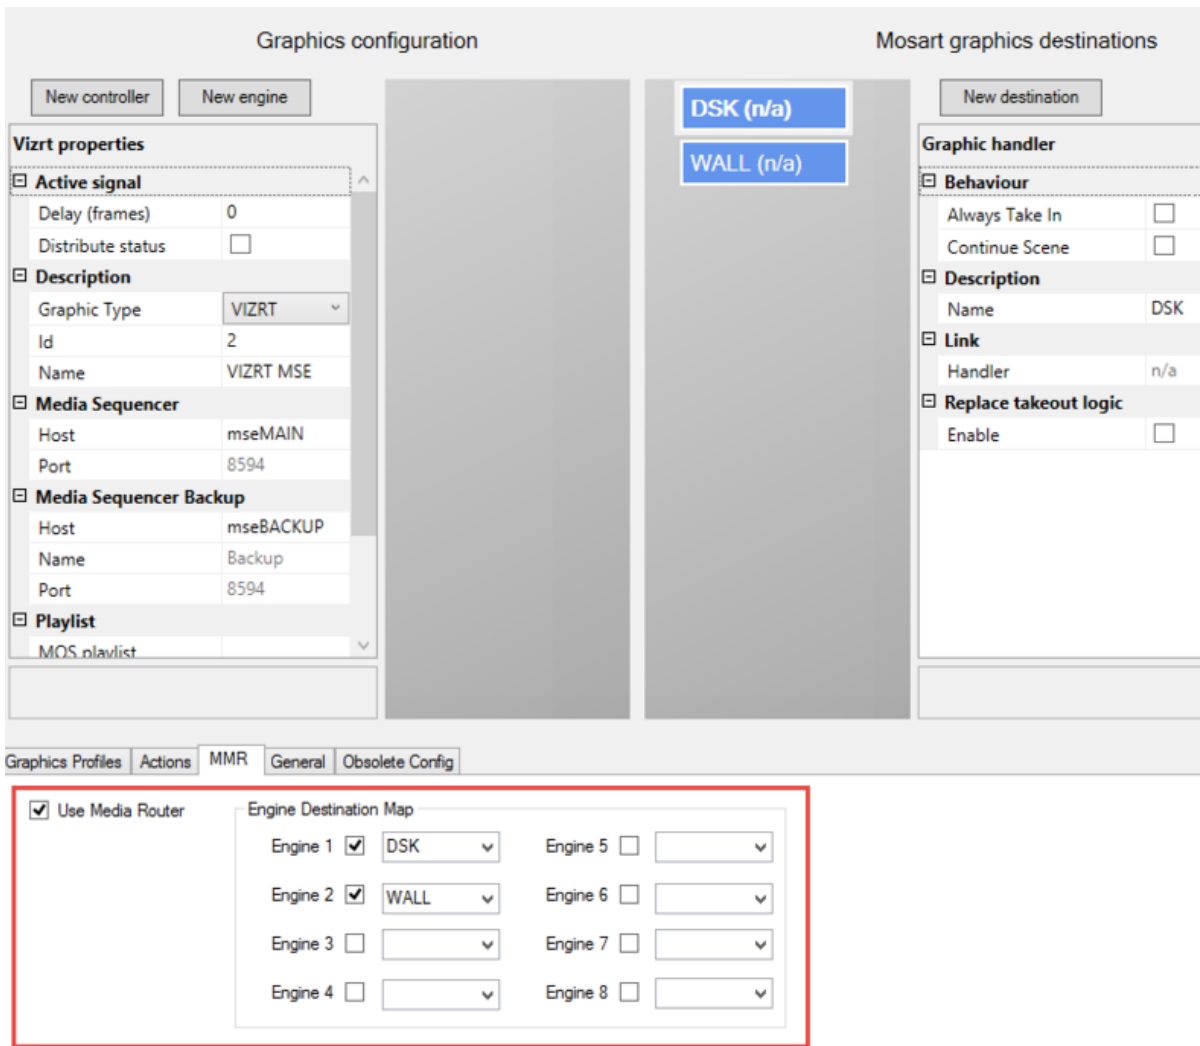 Graphics configuration
Mosart graphics destinations
New controller
New engine
Vizrt properties
Active signal
Delay (frames) 0
Distribute status
Description
Graphic Type VIZRT
Id 2
Name VIZRT MSE
Media Sequencer
Host mseMAIN
Port 8594
Media Sequencer Backup
Host mseBACKUP
Name Backup
Port 8594
Playlist
MOS playlist
DSK (n/a)
WALL (n/a)
New destination
Graphic handler
Behaviour
Always Take In
Continue Scene
Description
Name DSK
Link
Handler n/a
Replace takeout logic
Enable
Graphics Profiles Actions MMR General Obsolete Config
Use Media Router
Engine Destination Map
Engine 1 DSK Engine 5
Engine 2 WALL Engine 6
Engine 3 Engine 7
Engine 4 Engine 8